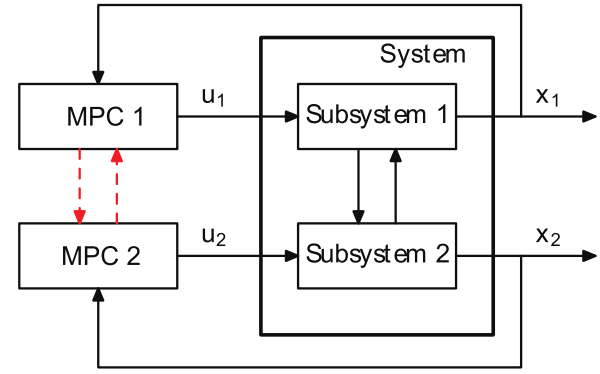 System
MPC 1
u1
Subsystem 1
x1
MPC 2
u2
Subsystem 2
x2